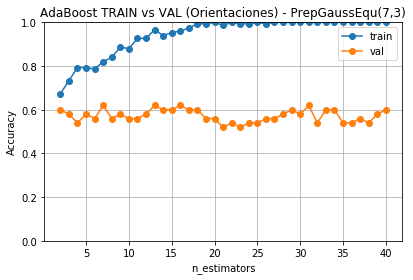 AdaBoost TRAIN vs VAL (Orientaciones) - PrepGaussEqu(7,3)
1.0
0.8
0.6
0.4
0.2
0.0
Accuracy
train
val
5 10 15 20 25 30 35 40
n_estimators